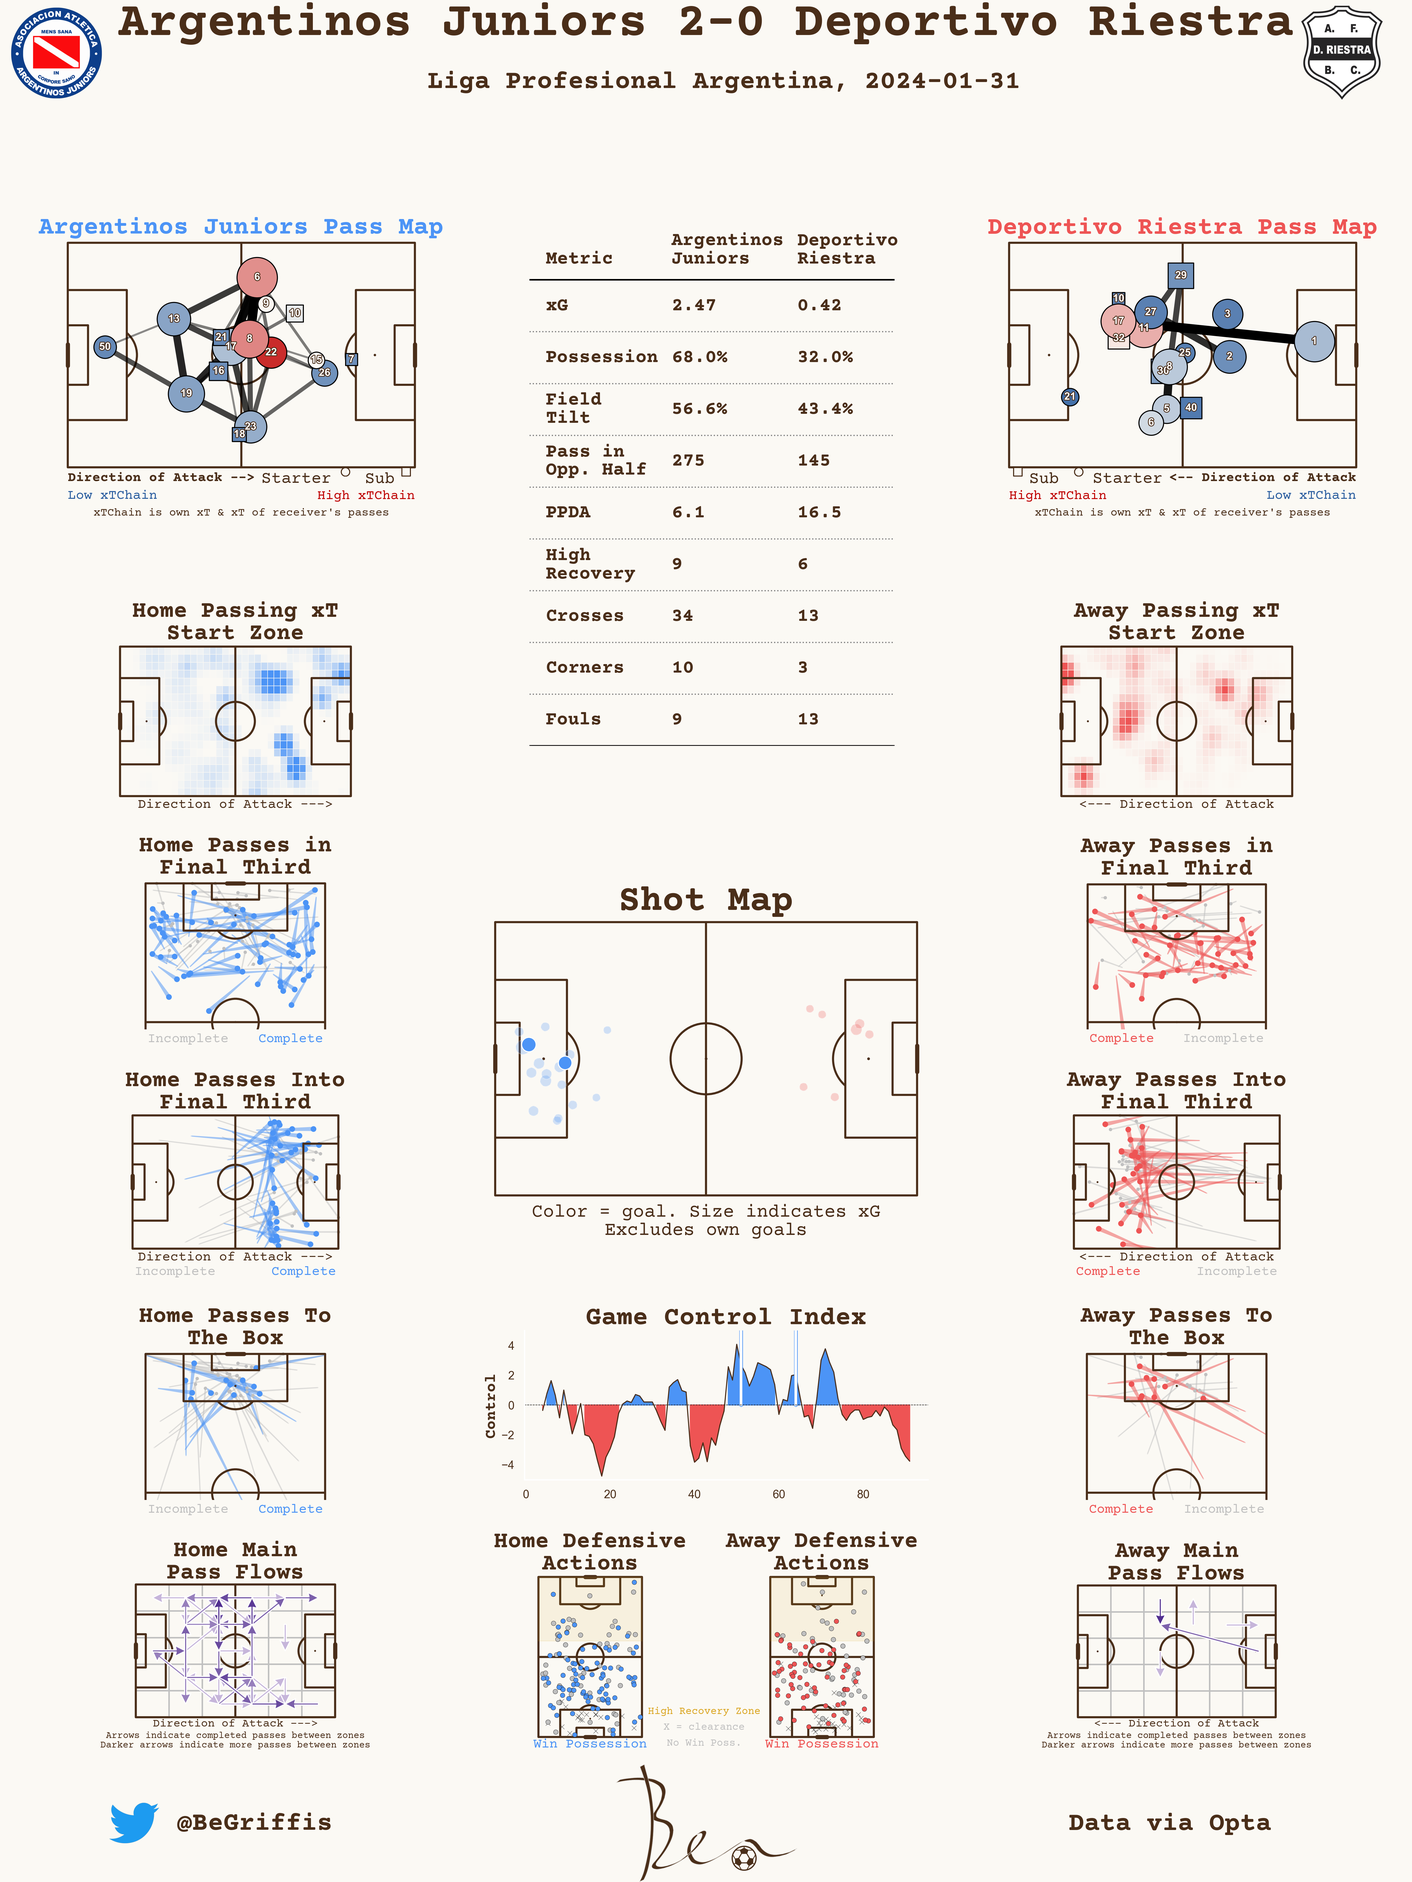 Argentinos Juniors 2-0 Deportivo Riestra
Liga Profesional Argentina, 2024-01-31
ASOCIACION ATLETICA
MENS SANA
IN
CORPORE SANO
ARGENTINOS JUNIORS
A. F.
D. RIESTRA
B. C.
Argentinos Juniors Pass Map
6
9
10
13
21
17
8
22
50
15
7
16
26
19
23
18
Direction of Attack --> Starter Sub
Low xTChain High xTChain
xTChain is own xT & xT of receiver's passes
Metric Argentinos Juniors Deportivo Riestra
xG 2.47 0.42
Possession 68.0% 32.0%
Field Tilt 56.6% 43.4%
Pass in Opp. Half 275 145
PPDA 6.1 16.5
High Recovery 9 6
Crosses 34 13
Corners 10 3
Fouls 9 13
Deportivo Riestra Pass Map
29
10
27
3
17
11
32
1
25
2
8
30
21
5
40
6
Sub Starter <-- Direction of Attack
High xTChain Low xTChain
xTChain is own xT & xT of receiver's passes
Home Passing xT
Start Zone
Direction of Attack --->
Away Passing xT
Start Zone
<--- Direction of Attack
Home Passes in
Final Third
Incomplete Complete
Away Passes in
Final Third
Complete Incomplete
Shot Map
Color = goal. Size indicates xG
Excludes own goals
Home Passes Into
Final Third
Direction of Attack --->
Incomplete Complete
Away Passes Into
Final Third
<--- Direction of Attack
Complete Incomplete
Home Passes To
The Box
Incomplete Complete
Game Control Index
Control
4
2
0
−2
−4
0 20 40 60 80
Away Passes To
The Box
Complete Incomplete
Home Main
Pass Flows
Direction of Attack --->
Arrows indicate completed passes between zones
Darker arrows indicate more passes between zones
Home Defensive
Actions
Win Possession
High Recovery Zone
X = clearance
No Win Poss.
Away Defensive
Actions
Win Possession
Away Main
Pass Flows
<--- Direction of Attack
Arrows indicate completed passes between zones
Darker arrows indicate more passes between zones
@BeGriffis
Ben
Data via Opta